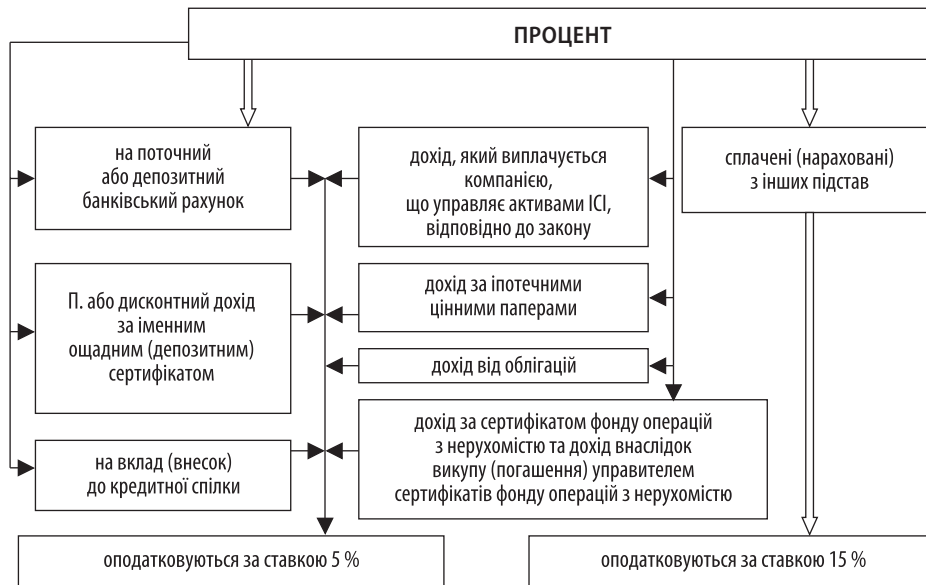 ПРОЦЕНТ
на поточний
або депозитний
банківський рахунок
дохід, який виплачується
компанією,
що управляє активами ІСІ,
відповідно до закону
сплачені (нараховані)
з інших підстав
П. або дисконтний дохід
за іменним
ощадним (депозитним)
сертифікатом
дохід за іпотечними
цінними паперами
дохід від облігацій
на вклад (внесок)
до кредитної спілки
дохід за сертифікатом фонду операцій
з нерухомістю та дохід внаслідок
викупу (погашення) управителем
сертифікатів фонду операцій з нерухомістю
оподатковуються за ставкою 5 %
оподатковуються за ставкою 15 %